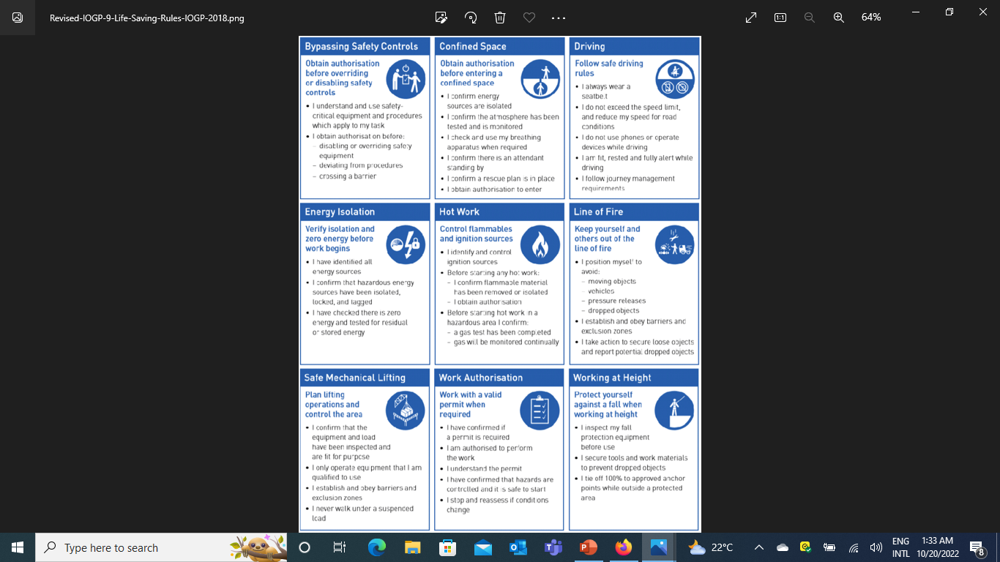 Revised-IOGP-9-Life-Saving-Rules-IOGP-2018.png
64%
Bypassing Safety Controls
Obtain authorisation
before overriding
or disabling safety
controls
• I understand and use safety-
critical equipment and procedures
which apply to my task
• I obtain authorisation before:
– disabling or overriding safety
equipment
– deviating from procedures
– crossing a barrier
Confined Space
Obtain authorisation
before entering a
confined space
• I confirm energy
sources are isolated
• I confirm the atmosphere has been
tested and is monitored
• I check and use my breathing
apparatus when required
• I confirm there is an attendant
standing by
• I confirm a rescue plan is in place
• I obtain authorisation to enter
Driving
Follow safe driving
rules
• I always wear a
seatbelt
• I do not exceed the speed limit,
and reduce my speed for road
conditions
• I do not use phones or operate
devices while driving
• I am fit, rested and fully alert while
driving
• I follow journey management
requirements
Energy Isolation
Verify isolation and
zero energy before
work begins
• I have identified all
energy sources
• I confirm that hazardous energy
sources have been isolated,
locked, and tagged
• I have checked there is zero
energy and tested for residual
or stored energy
Hot Work
Control flammables
and ignition sources
• I identify and control
ignition sources
• Before starting any hot work:
– I confirm flammable material
has been removed or isolated
– I obtain authorisation
• Before starting hot work in a
hazardous area I confirm:
– a gas test has been completed
– gas will be monitored continually
Line of Fire
Keep yourself and
others out of the
line of fire
• I position myself to
avoid:
– moving objects
– vehicles
– pressure releases
– dropped objects
• I establish and obey barriers and
exclusion zones
• I take action to secure loose objects
and report potential dropped objects
Safe Mechanical Lifting
Plan lifting
operations and
control the area
• I confirm that the
equipment and load
have been inspected and
are fit for purpose
• I only operate equipment that I am
qualified to use
• I establish and obey barriers and
exclusion zones
• I never walk under a suspended
load
Work Authorisation
Work with a valid
permit when
required
• I have confirmed if
a permit is required
• I am authorised to perform
the work
• I understand the permit
• I have confirmed that hazards are
controlled and it is safe to start
• I stop and reassess if conditions
change
Working at Height
Protect yourself
against a fall when
working at height
• I inspect my fall
protection equipment
before use
• I secure tools and work materials
to prevent dropped objects
• I tie off 100% to approved anchor
points while outside a protected
area
Type here to search
22°C
ENG
INTL
1:33 AM
10/20/2022
8